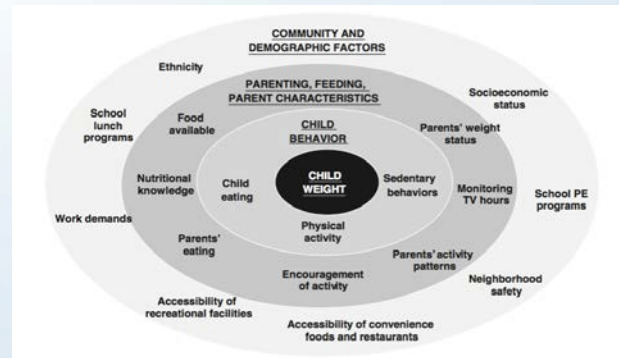 COMMUNITY AND
DEMOGRAPHIC FACTORS
Ethnicity
PARENTING, FEEDING,
PARENT CHARACTERISTICS
Socioeconomic
status
School
lunch
programs
Food
available
CHILD
BEHAVIOR
Parents' weight
status
Nutritional
knowledge
Child
eating
CHILD
WEIGHT
Sedentary
behaviors
Monitoring
TV hours
School PE
programs
Work demands
Parents'
eating
Physical
activity
Parents' activity
patterns
Encouragement
of activity
Neighborhood
safety
Accessibility of
recreational facilities
Accessibility of convenience
foods and restaurants